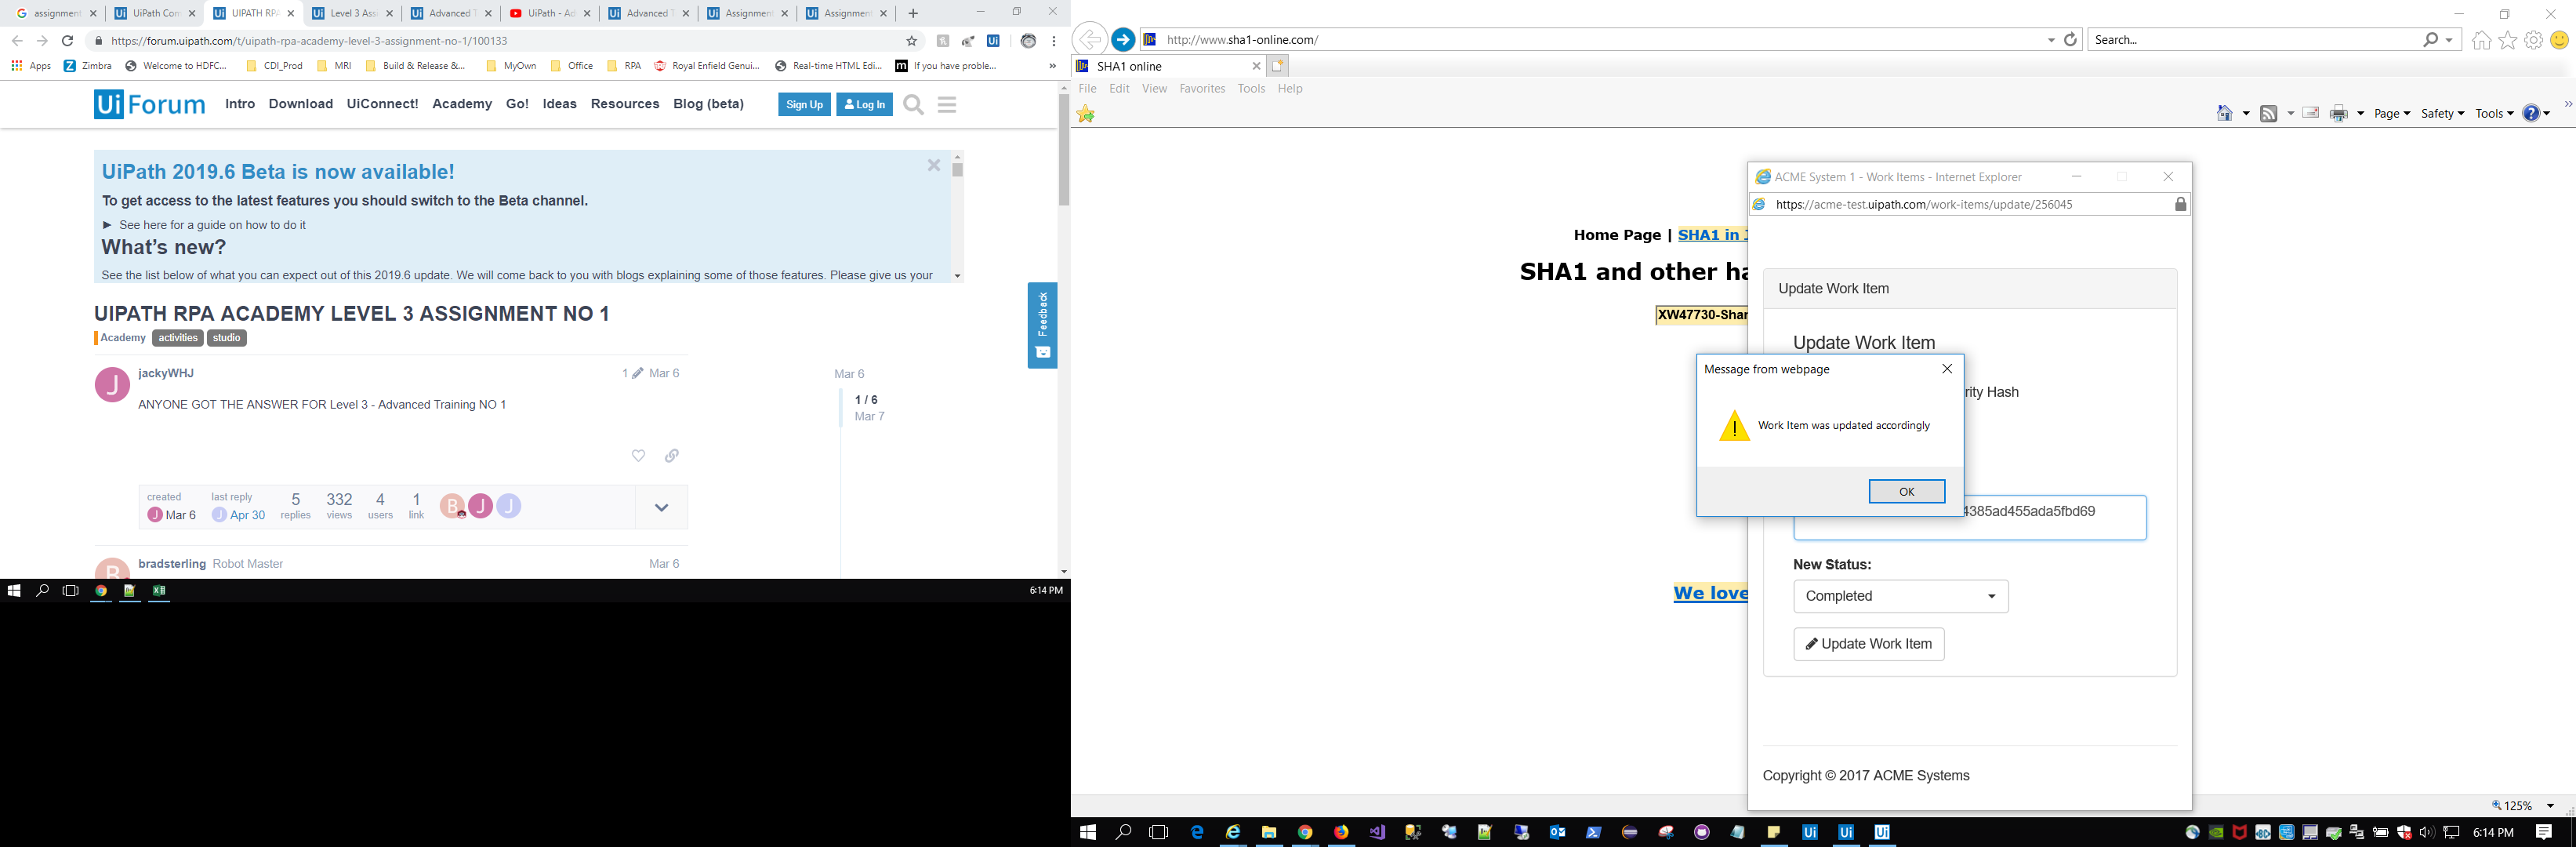 assignment
UiPath Com
UIPATH RPA
Level 3 Assi
Advanced T
UiPath - Ad
Advanced T
Assignment
Assignment
https://forum.uipath.com/t/uipath-rpa-academy-level-3-assignment-no-1/100133
Apps
Zimbra
Welcome to HDFC...
CDI_Prod
MRI
Build & Release &...
MyOwn
Office
RPA
Royal Enfield Genui...
Real-time HTML Edi...
If you have proble...
»
Ui Forum
Intro Download UiConnect! Academy Go! Ideas Resources Blog (beta)
Sign Up
Log In
UiPath 2019.6 Beta is now available!
To get access to the latest features you should switch to the Beta channel.
► See here for a guide on how to do it
What's new?
See the list below of what you can expect out of this 2019.6 update. We will come back to you with blogs explaining some of those features. Please give us your
Feedback
UIPATH RPA ACADEMY LEVEL 3 ASSIGNMENT NO 1
Academy activities studio
J
jackyWHJ
1
Mar 6
ANYONE GOT THE ANSWER FOR Level 3 - Advanced Training NO 1
Mar 6
1 / 6
Mar 7
created
J Mar 6
last reply
J Apr 30
5
replies
332
views
4
users
1
link
B J J
B
bradsterling Robot Master
Mar 6
6:14 PM
http://www.sha1-online.com/
Search...
SHA1 online
File Edit View Favorites Tools Help
Page Safety Tools
»
Home Page | SHA1 in
SHA1 and other ha
XW47730-Shar
We love
ACME System 1 - Work Items - Internet Explorer
https://acme-test.uipath.com/work-items/update/256045
Update Work Item
Update Work Item
rity Hash
Message from webpage
Work Item was updated accordingly
OK
4385ad455ada5fbd69
New Status:
Completed
Update Work Item
Copyright © 2017 ACME Systems
125%
6:14 PM